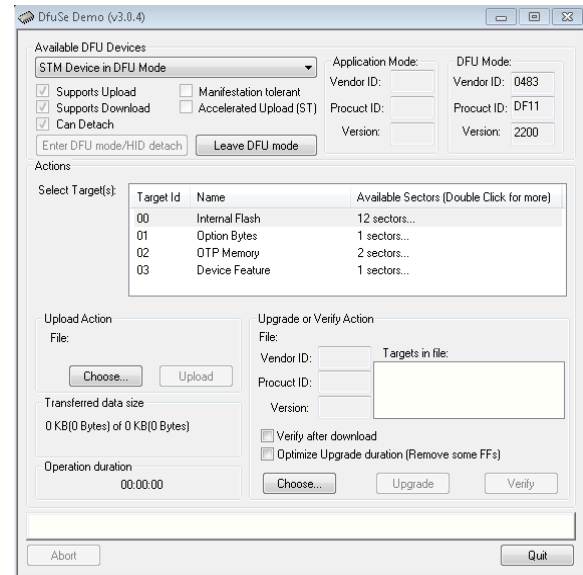 DfuSe Demo (v3.0.4)
Available DFU Devices
STM Device in DFU Mode
Supports Upload
Manifestation tolerant
Supports Download
Accelerated Upload (ST)
Can Detach
Enter DFU mode/HID detach
Leave DFU mode
Application Mode:
Vendor ID:
Procuct ID:
Version:
DFU Mode:
Vendor ID: 0483
Procuct ID: DF11
Version: 2200
Actions
Select Target(s):
Target Id Name Available Sectors (Double Click for more)
00 Internal Flash 12 sectors...
01 Option Bytes 1 sectors...
02 OTP Memory 2 sectors...
03 Device Feature 1 sectors...
Upload Action
File:
Choose...
Upload
Transferred data size
0 KB(0 Bytes) of 0 KB(0 Bytes)
Operation duration
00:00:00
Upgrade or Verify Action
File:
Vendor ID:
Procuct ID:
Version:
Targets in file:
Verify after download
Optimize Upgrade duration (Remove some FFs)
Choose...
Upgrade
Verify
Abort
Quit